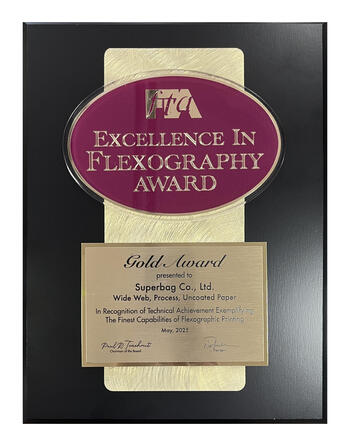 fta
EXCELLENCE IN
FLEXOGRAPHY
AWARD
Gold Award
presented to
Superbag Co., Ltd.
Wide Web, Process, Uncoated Paper
In Recognition of Technical Achievement Exemplifying
The Finest Capabilities of Flexographic Printing
May, 2025
Chairman of the Board